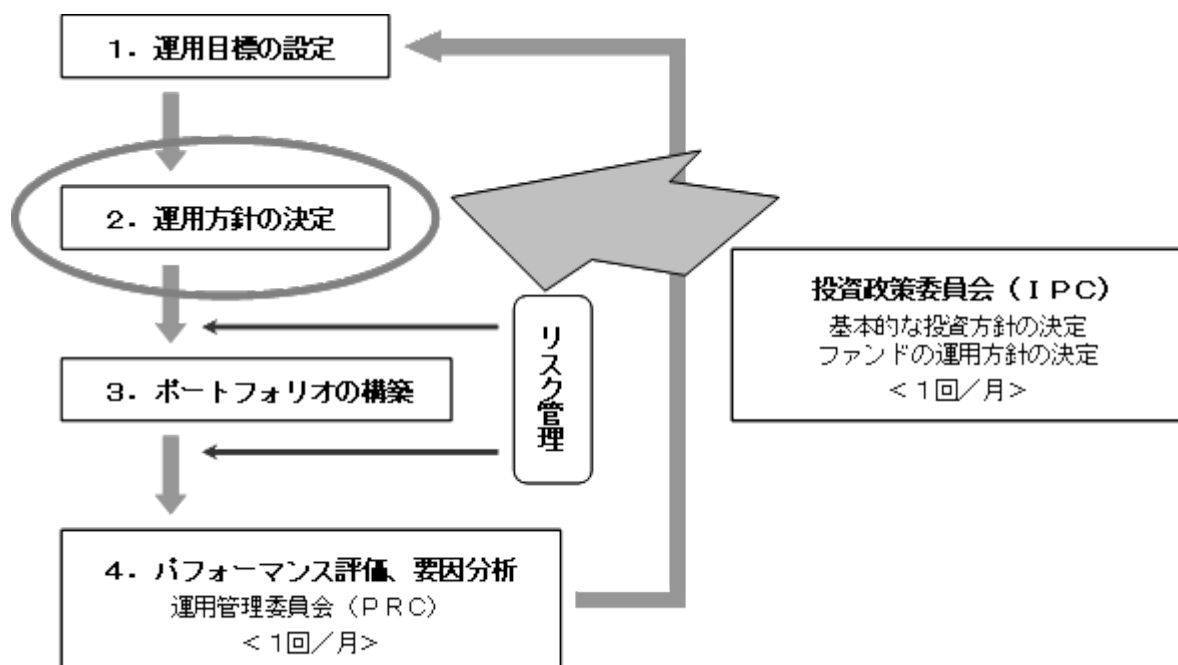 １．運用目標の設定
２．運用方針の決定
３．ポートフォリオの構築
４．パフォーマンス評価、要因分析
運用管理委員会（ＰＲＣ）
＜１回／月＞
リスク管理
投資政策委員会（ＩＰＣ）
基本的な投資方針の決定
ファンドの運用方針の決定
＜１回／月＞